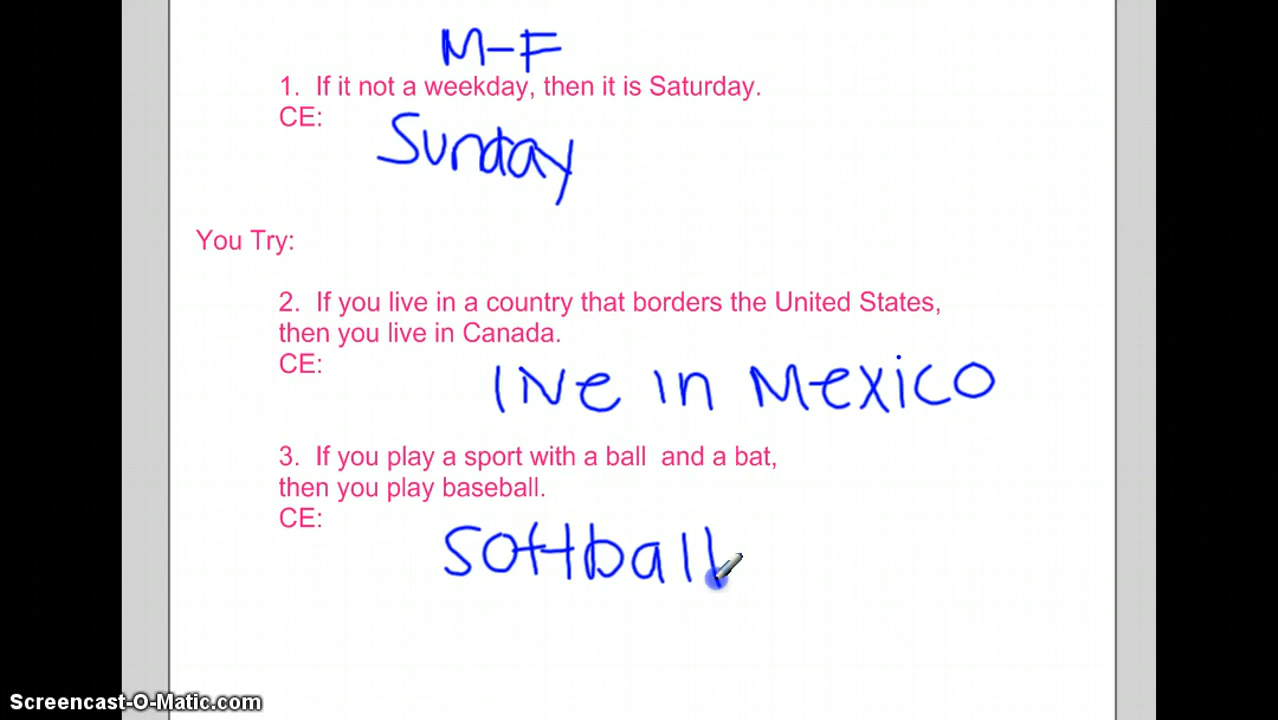 M-F
1. If it not a weekday, then it is Saturday.
CE:
Sunday
You Try:
2. If you live in a country that borders the United States,
then you live in Canada.
CE:
live in Mexico
3. If you play a sport with a ball and a bat,
then you play baseball.
CE:
softball
Screencast-O-Matic.com